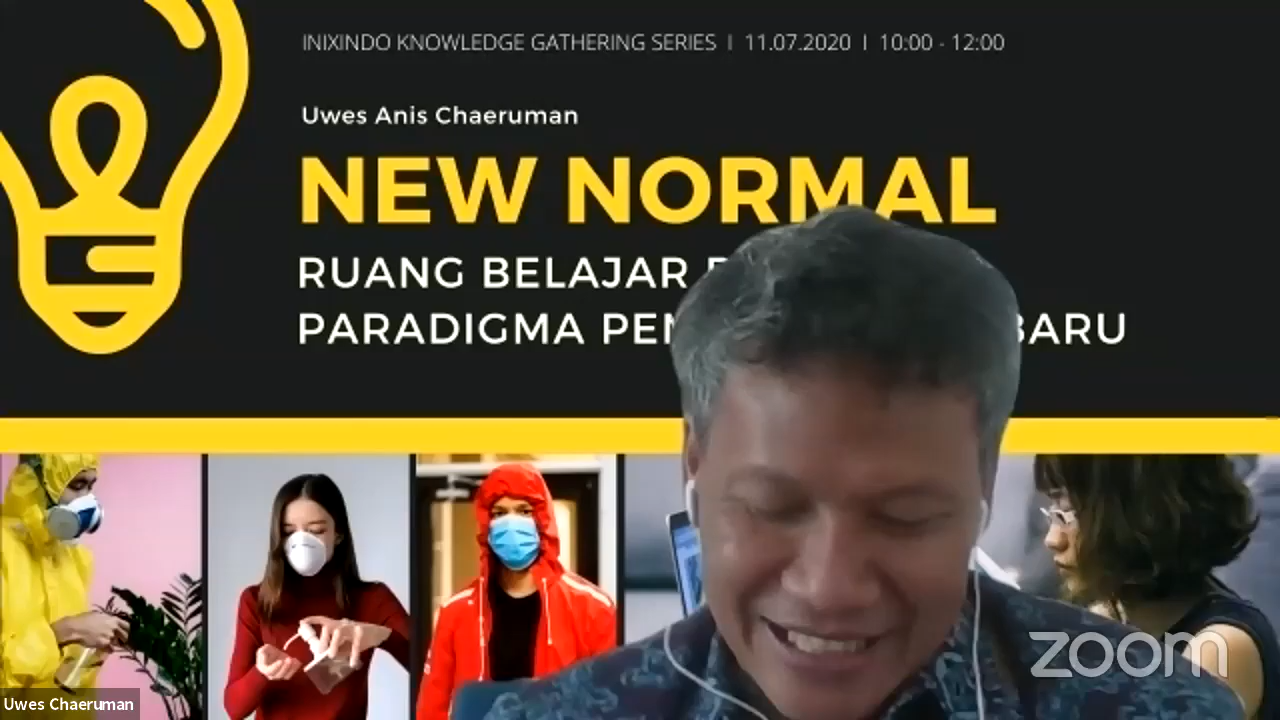 INIXINDO KNOWLEDGE GATHERING SERIES | 11.07.2020 | 10:00 - 12:00
Uwes Anis Chaeruman
NEW NORMAL
RUANG BELAJAR
PARADIGMA BARU
zoom
Uwes Chaeruman